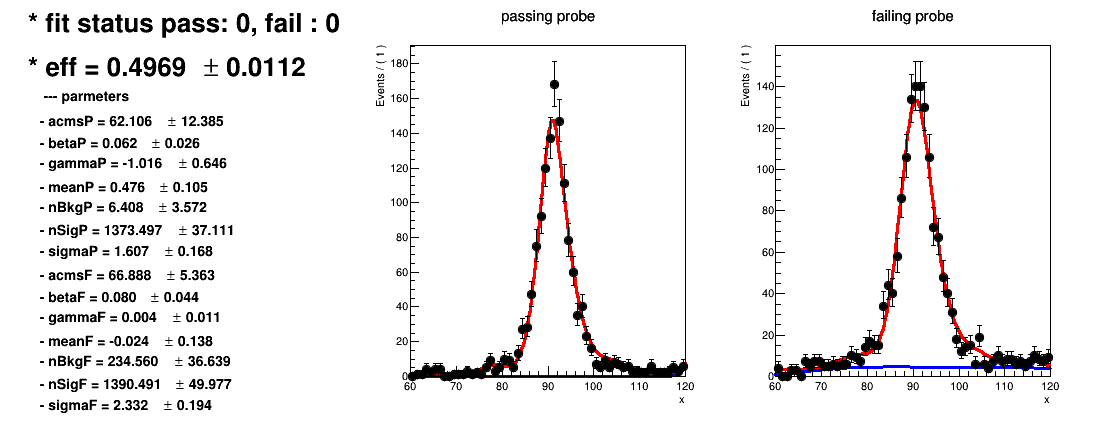 * fit status pass: 0, fail : 0
* eff = 0.4969 ± 0.0112
--- parmeters
- acmsP = 62.106 ± 12.385
- betaP = 0.062 ± 0.026
- gammaP = -1.016 ± 0.646
- meanP = 0.476 ± 0.105
- nBkgP = 6.408 ± 3.572
- nSigP = 1373.497 ± 37.111
- sigmaP = 1.607 ± 0.168
- acmsF = 66.888 ± 5.363
- betaF = 0.080 ± 0.044
- gammaF = 0.004 ± 0.011
- meanF = -0.024 ± 0.138
- nBkgF = 234.560 ± 36.639
- nSigF = 1390.491 ± 49.977
- sigmaF = 2.332 ± 0.194
passing probe
Events / ( 1 )
180
160
140
120
100
80
60
40
20
0
60 70 80 90 100 110 120
x
failing probe
Events / ( 1 )
140
120
100
80
60
40
20
0
60 70 80 90 100 110 120
x